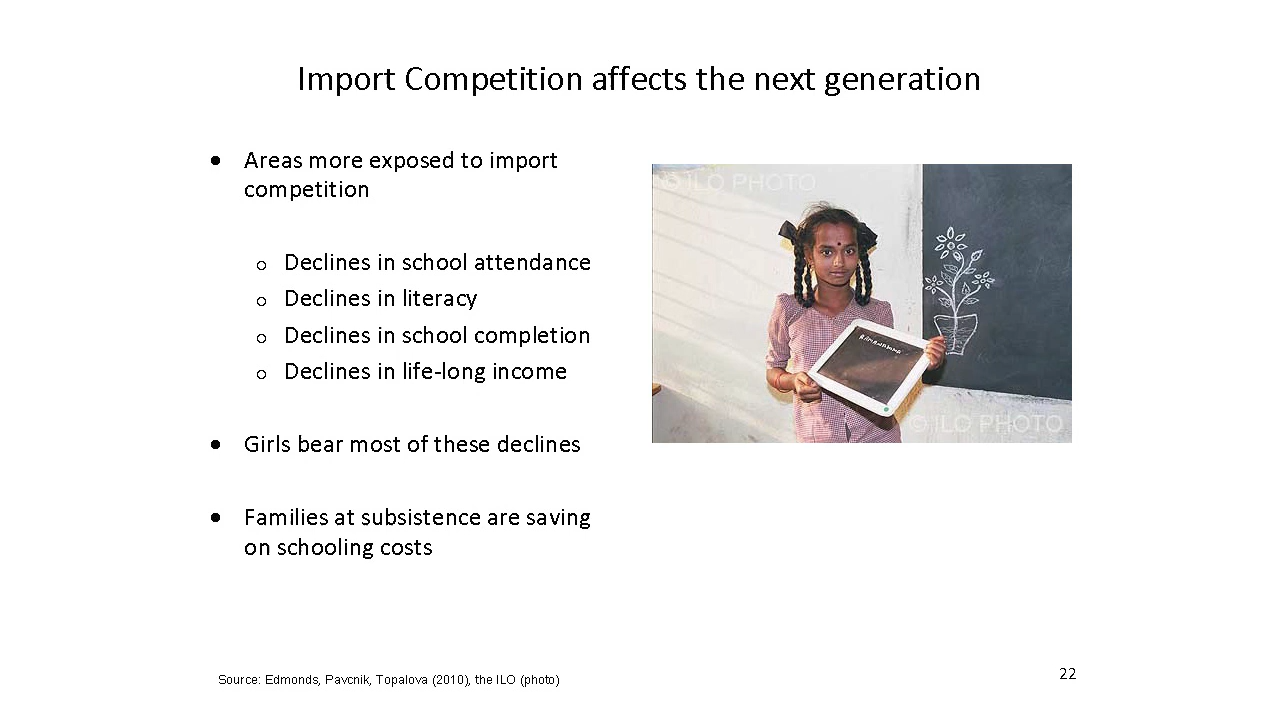 Import Competition affects the next generation
• Areas more exposed to import
competition
o Declines in school attendance
o Declines in literacy
o Declines in school completion
o Declines in life-long income
• Girls bear most of these declines
• Families at subsistence are saving
on schooling costs
© ILO PHOTO
© ILO PHOTO
Source: Edmonds, Pavcnik, Topalova (2010), the ILO (photo)
22